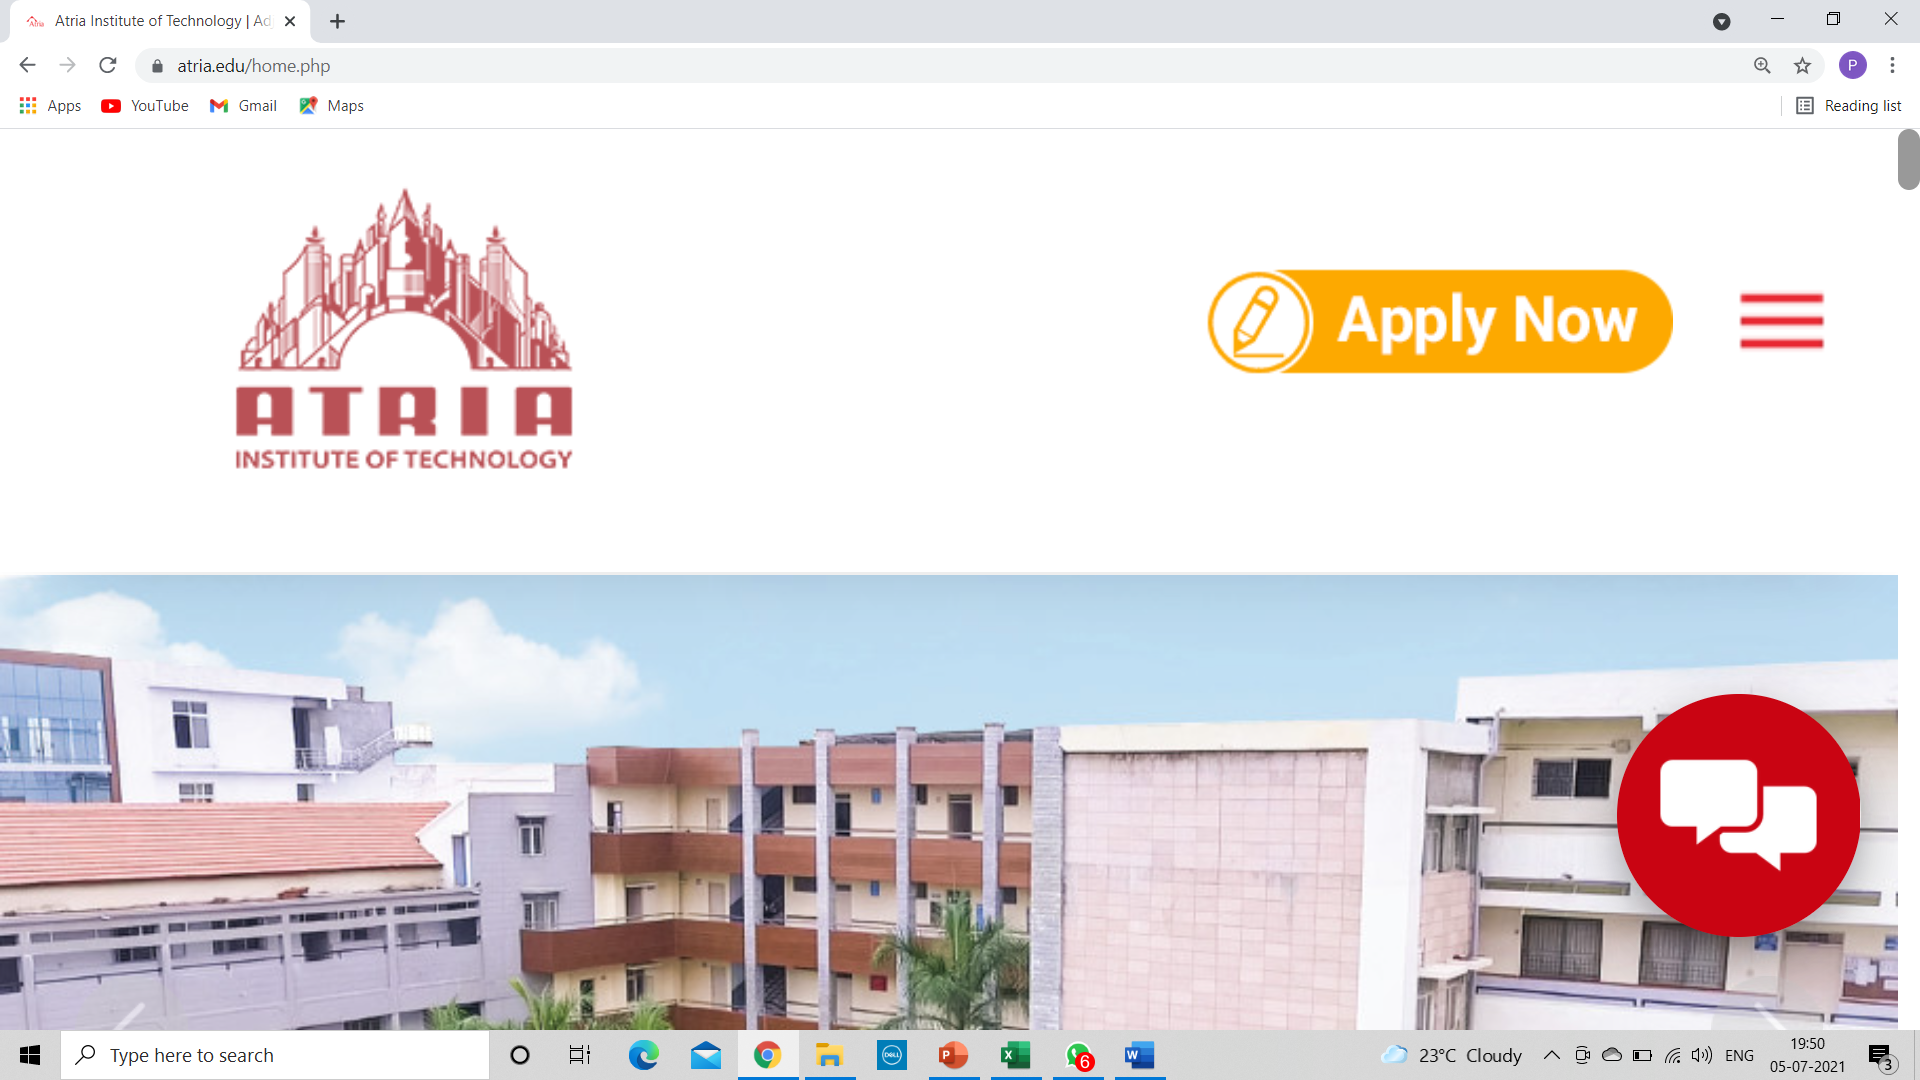 Atria Institute of Technology | Ad
atria.edu/home.php
P
Apps
YouTube
Gmail
Maps
Reading list
ATRIA
INSTITUTE OF TECHNOLOGY
Apply Now
Type here to search
DELL
P
X
6
W
23°C Cloudy
ENG
19:50
05-07-2021
3